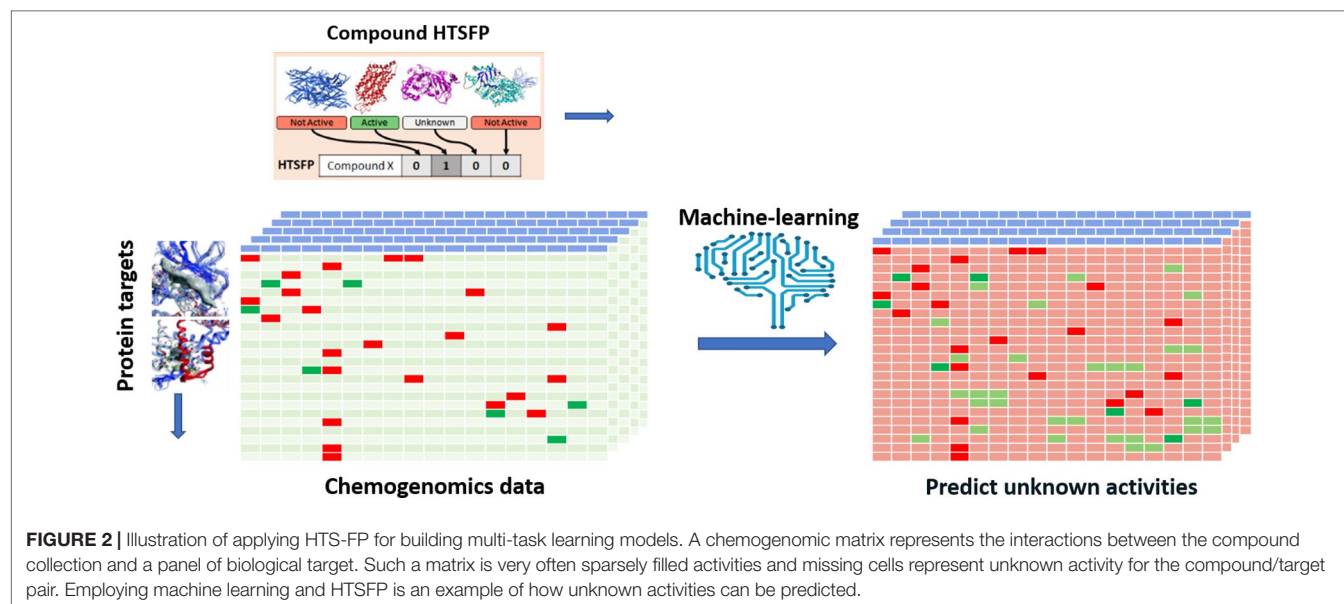 Compound HTSFP
Not Active Active Unknown Not Active
HTSFP Compound X 0 1 0 0
Protein targets
Machine-learning
Chemogenomics data
Predict unknown activities
FIGURE 2 | Illustration of applying HTS-FP for building multi-task learning models. A chemogenomic matrix represents the interactions between the compound
collection and a panel of biological target. Such a matrix is very often sparsely filled activities and missing cells represent unknown activity for the compound/target
pair. Employing machine learning and HTSFP is an example of how unknown activities can be predicted.